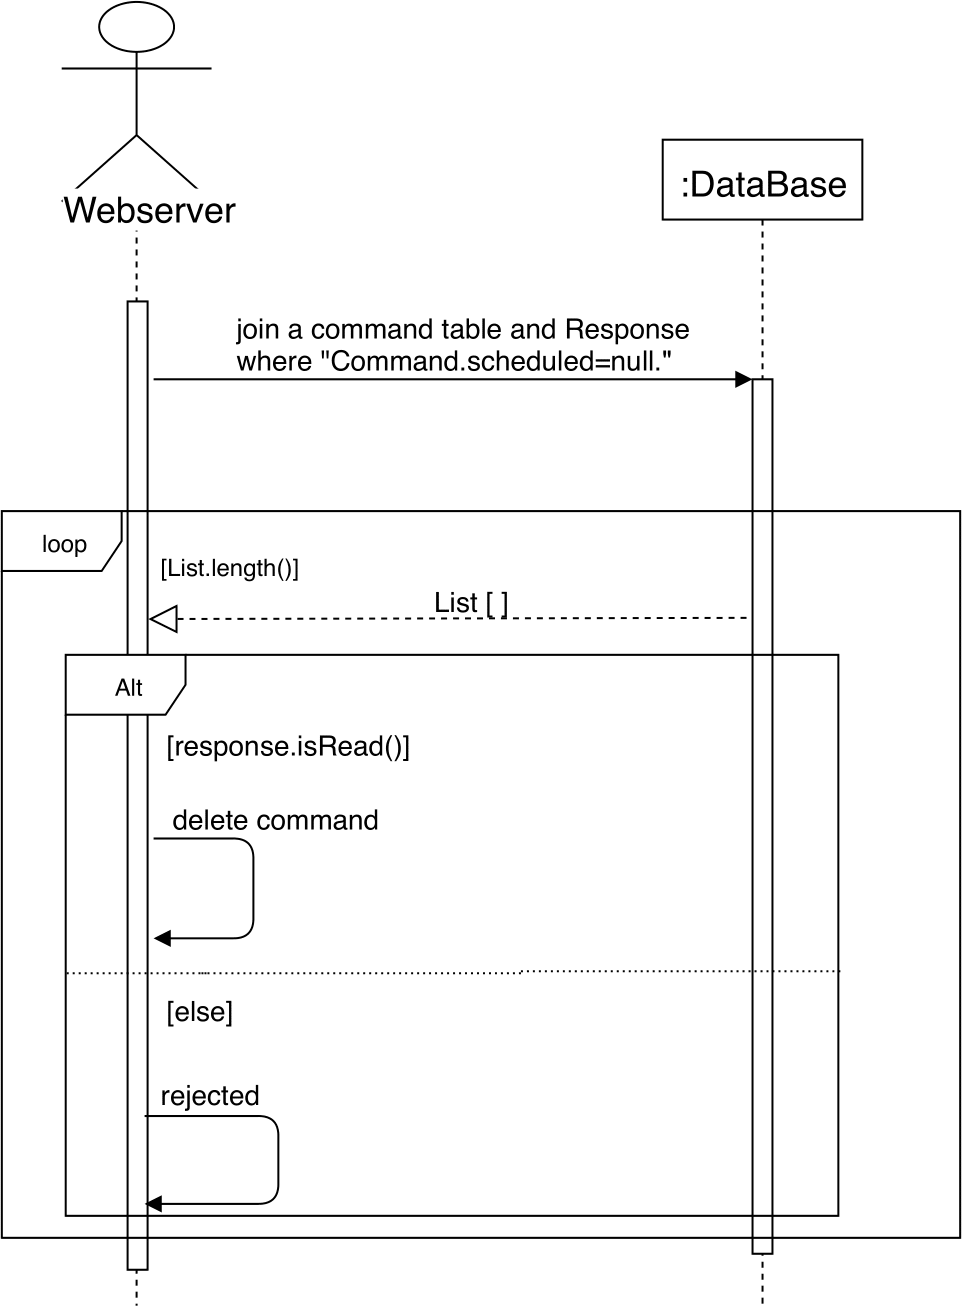 Webserver
:DataBase
join a command table and Response
where "Command.scheduled=null."
loop
[List.length()]
List [ ]
Alt
[response.isRead()]
delete command
[else]
rejected